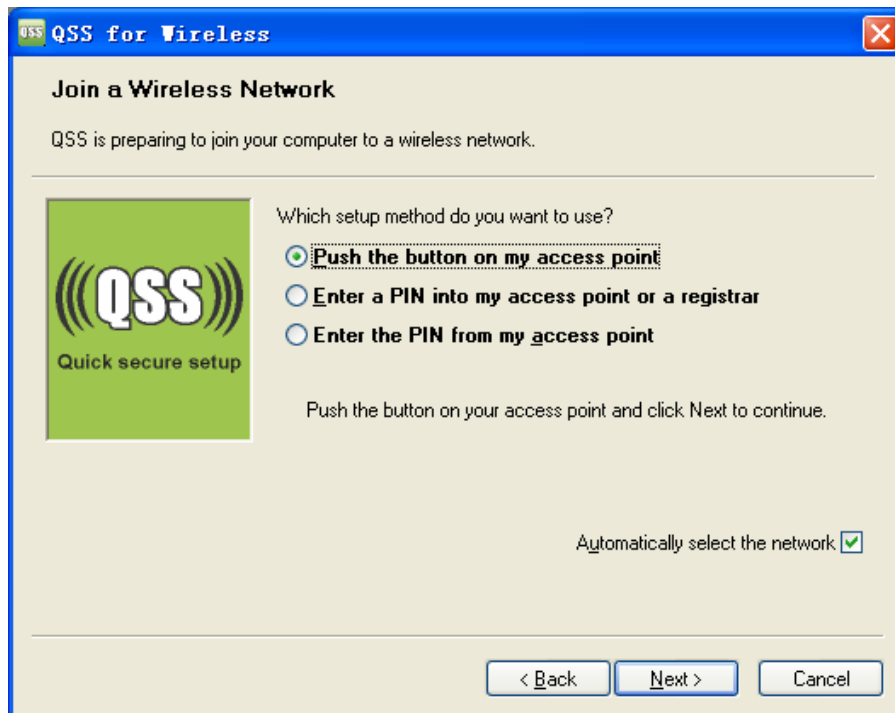 QSS QSS for Wireless
Join a Wireless Network
QSS is preparing to join your computer to a wireless network.
Which setup method do you want to use?
Push the button on my access point
Enter a PIN into my access point or a registrar
Enter the PIN from my access point
(((QSS)))
Quick secure setup
Push the button on your access point and click Next to continue.
Automatically select the network
< Back
Next >
Cancel